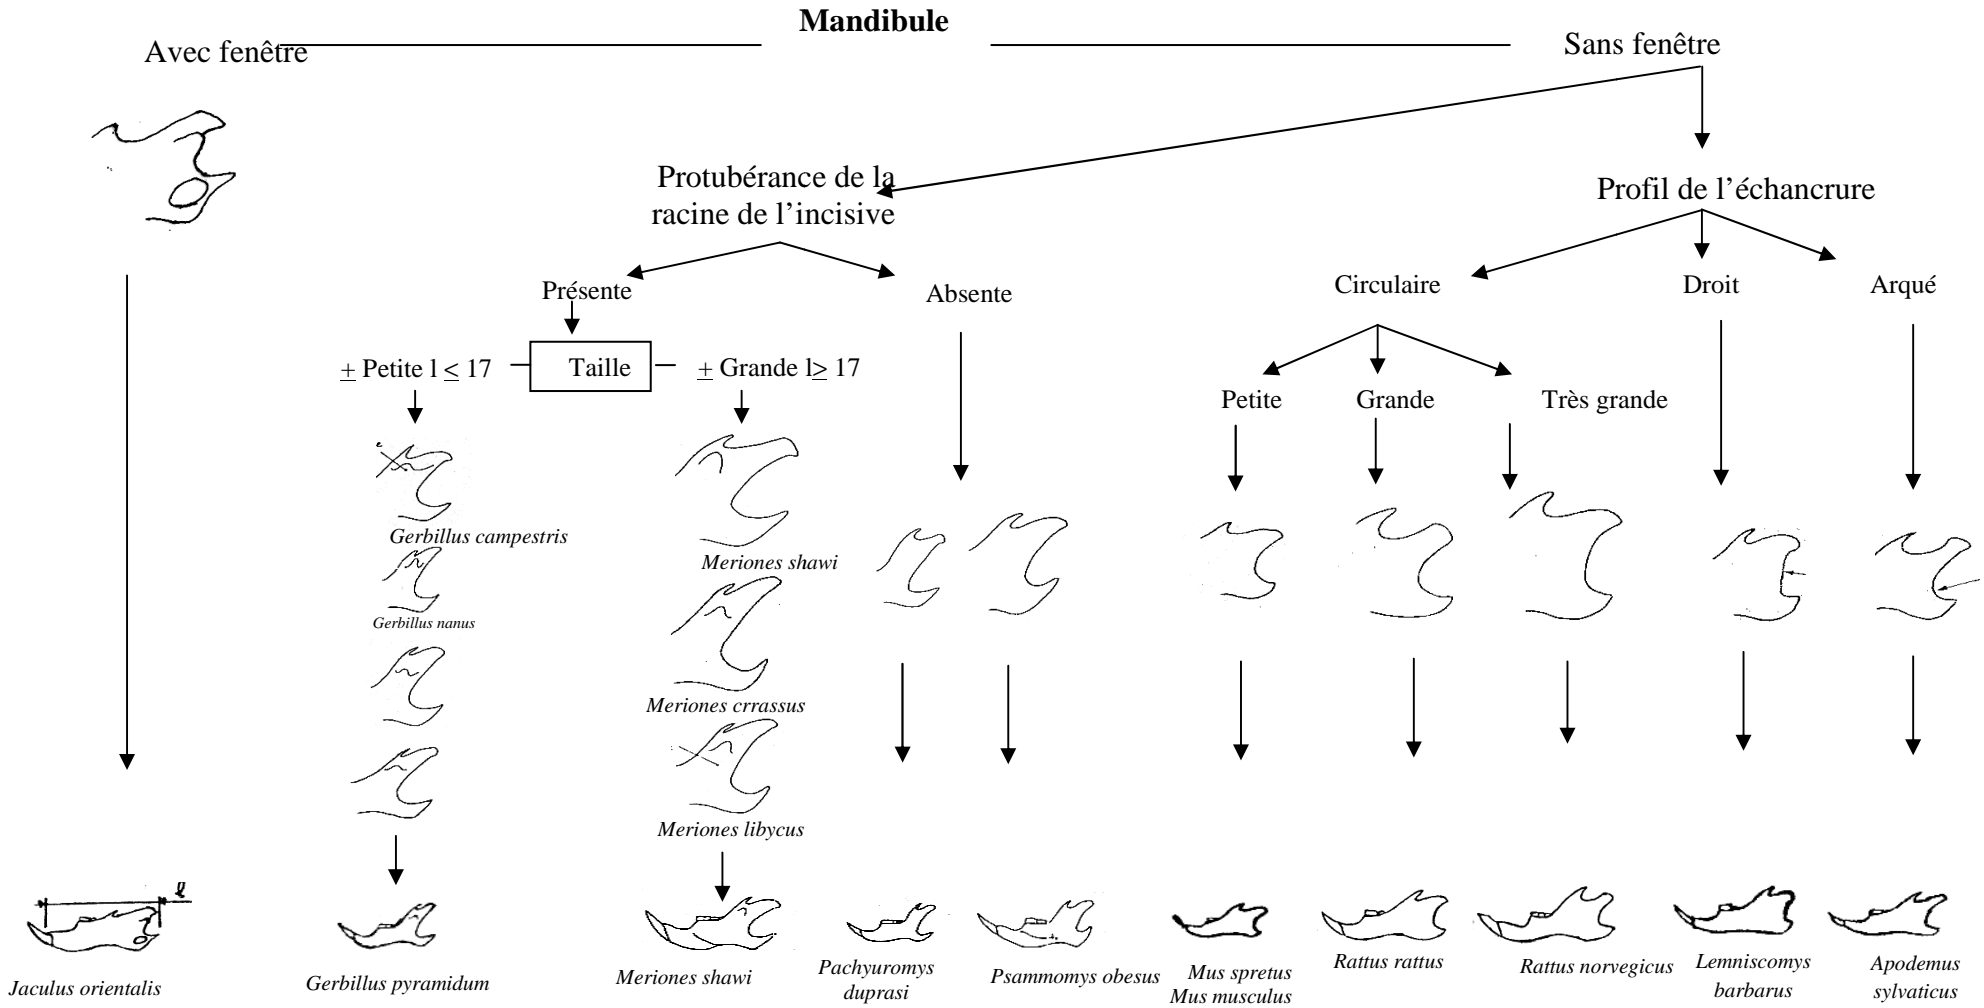 Mandibule
Avec fenêtre
Sans fenêtre
Protubérance de la
racine de l'incisive
Profil de l'échancrure
Présente
Absente
Circulaire
Droit
Arqué
+ Petite l < 17
Taille
+ Grande l> 17
Petite
Grande
Très grande
Gerbillus campestris
Meriones shawi
Gerbillus nanus
Meriones crrassus
Meriones libycus
l
Jaculus orientalis
Gerbillus pyramidum
Meriones shawi
Pachyuromys
duprasi
Psammomys obesus
Mus spretus
Mus musculus
Rattus rattus
Rattus norvegicus
Lemniscomys
barbarus
Apodemus
sylvaticus